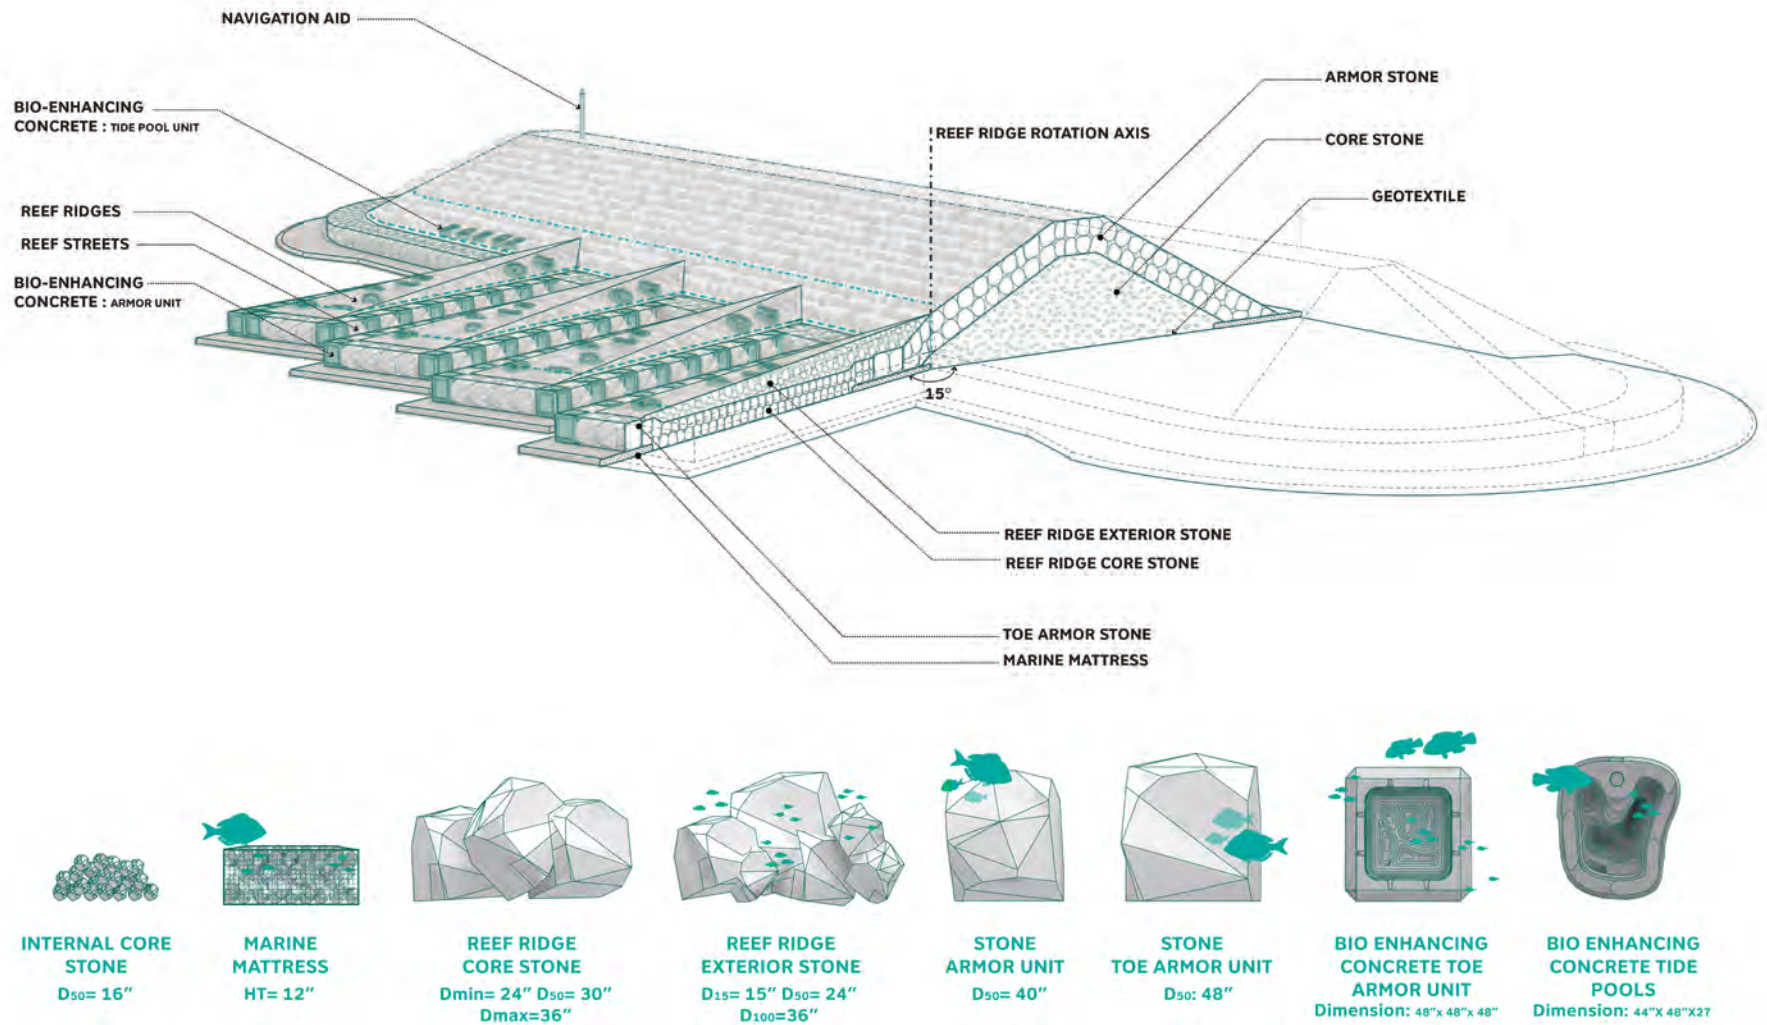 NAVIGATION AID
BIO-ENHANCING
CONCRETE : TIDE POOL UNIT
REEF RIDGES
REEF STREETS
BIO-ENHANCING
CONCRETE : ARMOR UNIT
REEF RIDGE ROTATION AXIS
ARMOR STONE
CORE STONE
GEOTEXTILE
15°
REEF RIDGE EXTERIOR STONE
REEF RIDGE CORE STONE
TOE ARMOR STONE
MARINE MATTRESS
INTERNAL CORE
STONE
D50= 16"
MARINE
MATTRESS
HT= 12"
REEF RIDGE
CORE STONE
Dmin= 24" D50= 30"
Dmax=36"
REEF RIDGE
EXTERIOR STONE
D15= 15" D50= 24"
D100=36"
STONE
ARMOR UNIT
D50= 40"
STONE
TOE ARMOR UNIT
D50: 48"
BIO ENHANCING
CONCRETE TOE
ARMOR UNIT
Dimension: 48"x 48"x 48"
BIO ENHANCING
CONCRETE TIDE
POOLS
Dimension: 44"X 48"X27